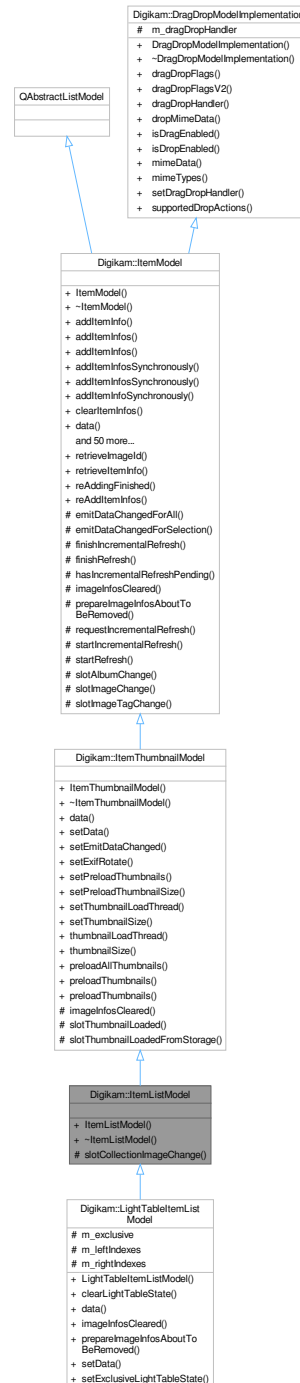 Digikam::DragDropModelImplementation
# m_dragDropHandler
+ DragDropModelImplementation()
+ ~DragDropModelImplementation()
+ dragDropFlags()
+ dragDropFlagsV2()
+ dragDropHandler()
+ dropMimeData()
+ isDragEnabled()
+ isDropEnabled()
+ mimeData()
+ mimeTypes()
+ setDragDropHandler()
+ supportedDropActions()
QAbstractListModel
Digikam::ItemModel
+ ItemModel()
+ ~ItemModel()
+ addItemInfo()
+ addItemInfos()
+ addItemInfos()
+ addItemInfosSynchronously()
+ addItemInfosSynchronously()
+ addItemInfoSynchronously()
+ clearItemInfos()
+ data()
and 50 more...
+ retrieveImageId()
+ retrieveItemInfo()
+ reAddingFinished()
+ reAddItemInfos()
# emitDataChangedForAll()
# emitDataChangedForSelection()
# finishIncrementalRefresh()
# finishRefresh()
# hasIncrementalRefreshPending()
# imageInfosCleared()
# prepareImageInfosAboutTo
BeRemoved()
# requestIncrementalRefresh()
# startIncrementalRefresh()
# startRefresh()
# slotAlbumChange()
# slotImageChange()
# slotImageTagChange()
Digikam::ItemThumbnailModel
+ ItemThumbnailModel()
+ ~ItemThumbnailModel()
+ data()
+ setData()
+ setEmitDataChanged()
+ setExifRotate()
+ setPreloadThumbnails()
+ setPreloadThumbnailSize()
+ setThumbnailLoadThread()
+ setThumbnailSize()
+ thumbnailLoadThread()
+ thumbnailSize()
+ preloadAllThumbnails()
+ preloadThumbnails()
+ preloadThumbnails()
# imageInfosCleared()
# slotThumbnailLoaded()
# slotThumbnailLoadedFromStorage()
Digikam::ItemListModel
+ ItemListModel()
+ ~ItemListModel()
# slotCollectionImageChange()
Digikam::LightTableItemList
Model
# m_exclusive
# m_leftIndexes
# m_rightIndexes
+ LightTableItemListModel()
+ clearLightTableState()
+ data()
+ imageInfosCleared()
+ prepareImageInfosAboutTo
BeRemoved()
+ setData()
+ setExclusiveLightTableState()